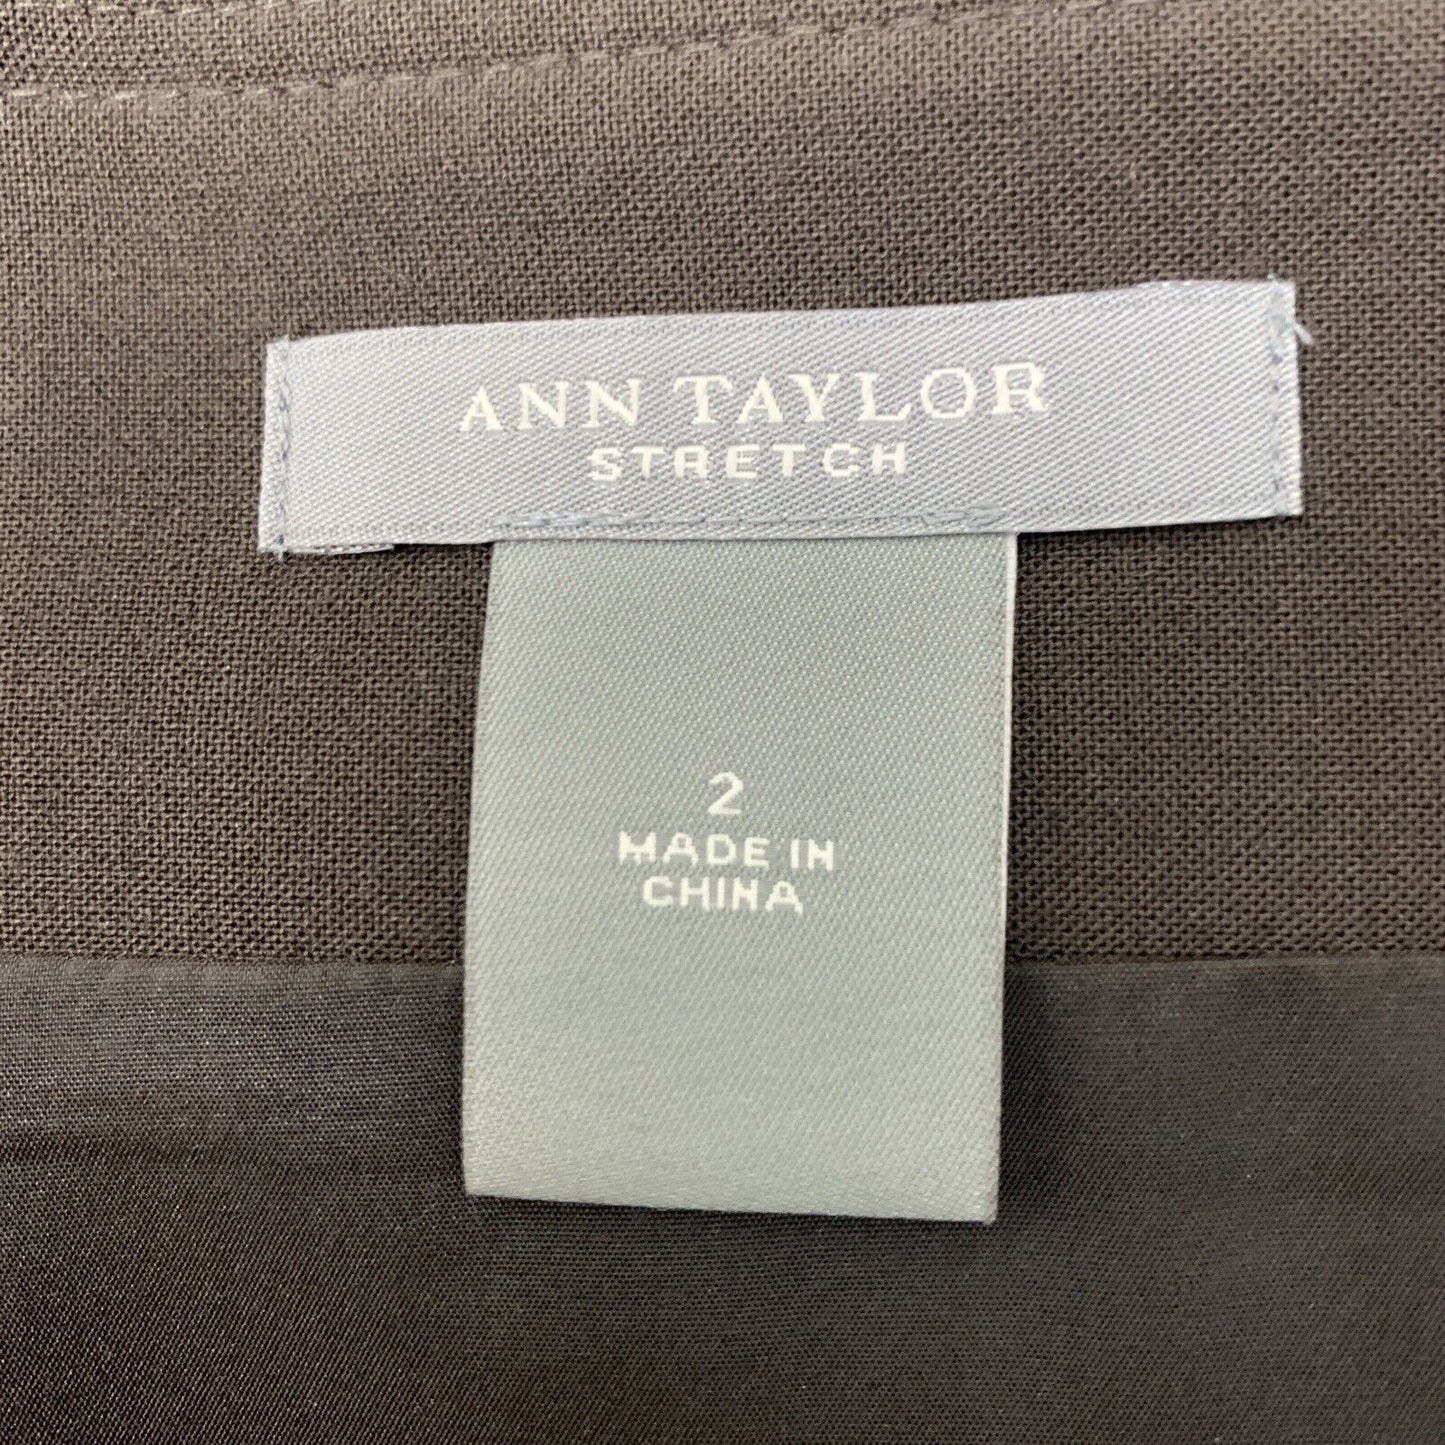 ANN TAYLOR
STRETCH
2
MADE IN
CHINA